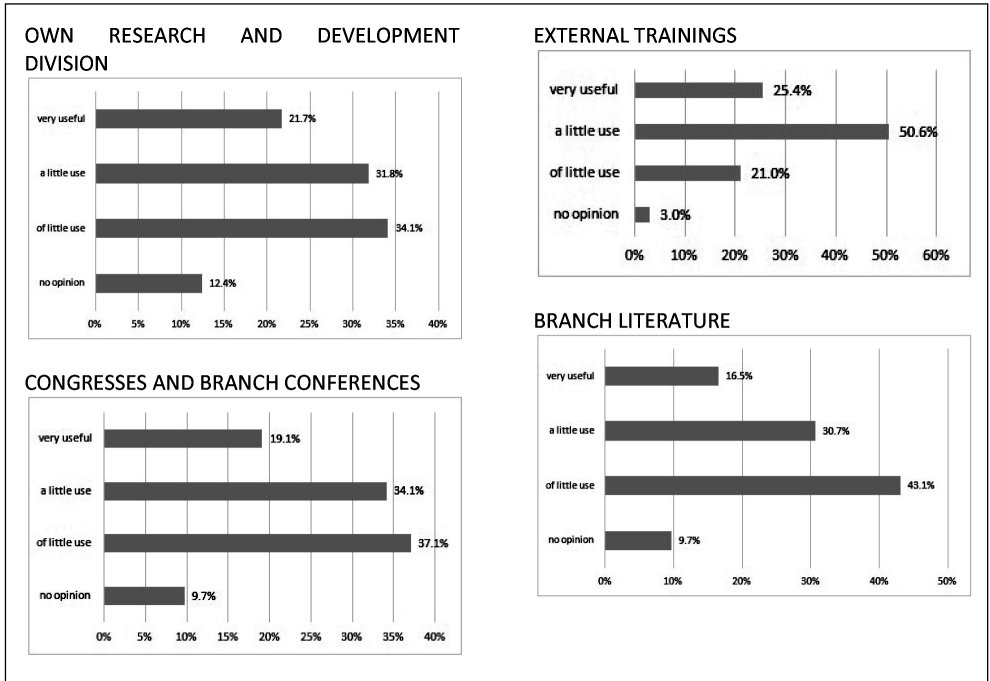 OWN RESEARCH AND DEVELOPMENT
DIVISION
very useful 21.7%
a little use 31.8%
of little use 34.1%
no opinion 12.4%
0% 5% 10% 15% 20% 25% 30% 35% 40%
CONGRESSES AND BRANCH CONFERENCES
very useful 19.1%
a little use 34.1%
of little use 37.1%
no opinion 9.7%
0% 5% 10% 15% 20% 25% 30% 35% 40%
EXTERNAL TRAININGS
very useful 25.4%
a little use 50.6%
of little use 21.0%
no opinion 3.0%
0% 10% 20% 30% 40% 50% 60%
BRANCH LITERATURE
very useful 16.5%
a little use 30.7%
of little use 43.1%
no opinion 9.7%
0% 10% 20% 30% 40% 50%